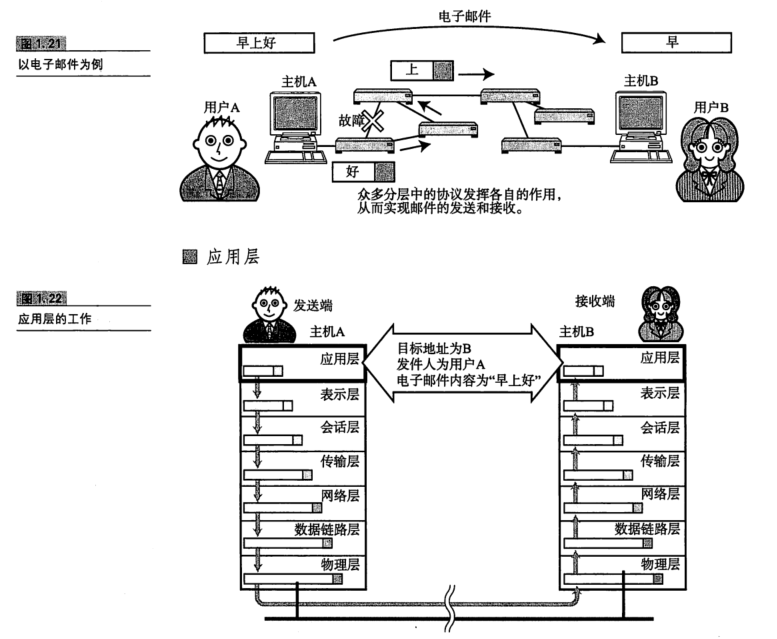 图1.21
以电子邮件为例
电子邮件
早上好
早
上
主机A
主机B
用户A
故障
用户B
好
众多分层中的协议发挥各自的作用，
从而实现邮件的发送和接收。
应用层
图1.22
应用层的工作
发送端
接收端
主机A
主机B
目标地址为B
发件人为用户A
电子邮件内容为“早上好”
应用层
表示层
会话层
传输层
网络层
数据链路层
物理层
应用层
表示层
会话层
传输层
网络层
数据链路层
物理层